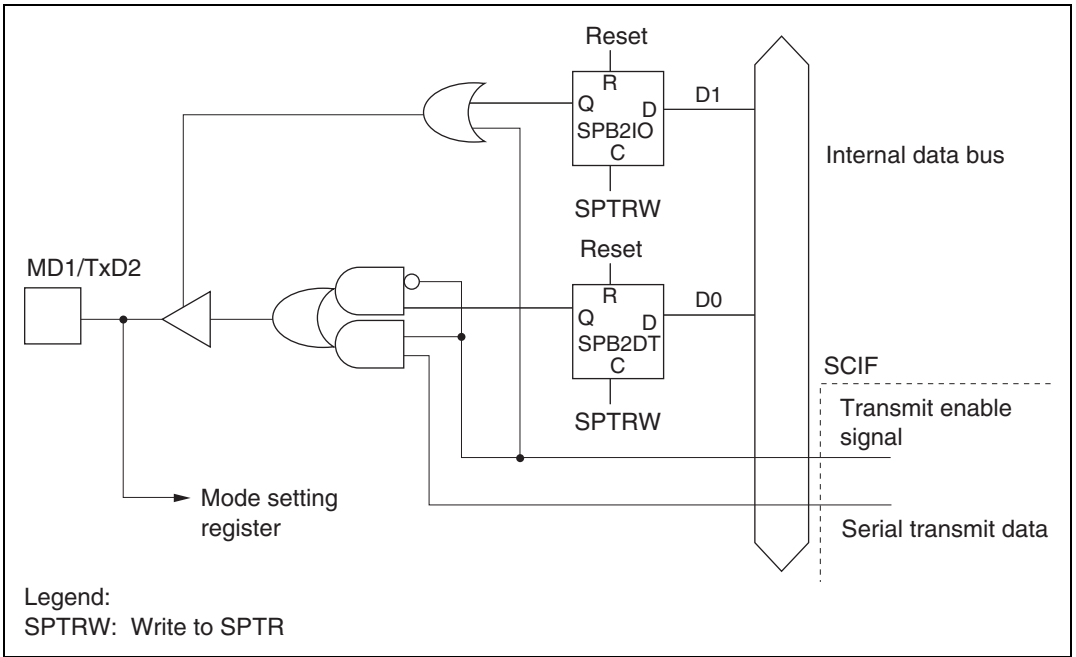 Reset
R
Q
D
D1
SPB2IO
C
Internal data bus
SPTRW
Reset
MD1/TxD2
R
D0
Q
D
SPB2DT
C
SCIF
SPTRW
Transmit enable
signal
Mode setting
register
Serial transmit data
Legend:
SPTRW: Write to SPTR